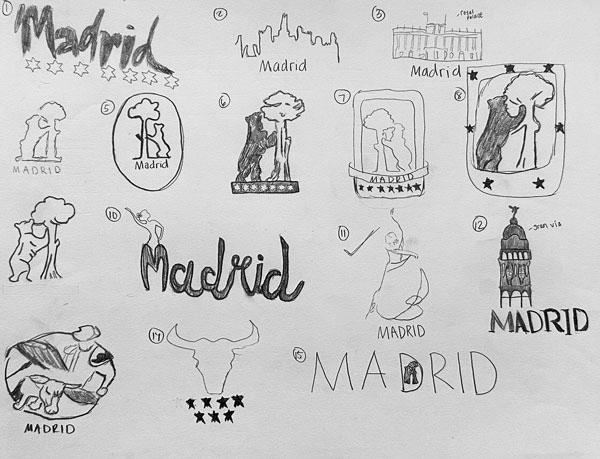 1
Madrid
2
Madrid
3
royal palace
Madrid
MADRID
5
Madrid
6
7
MADRID
8
10
Madrid
11
MADRID
12
gran via
MADRID
MADRID
14
15
MADRID